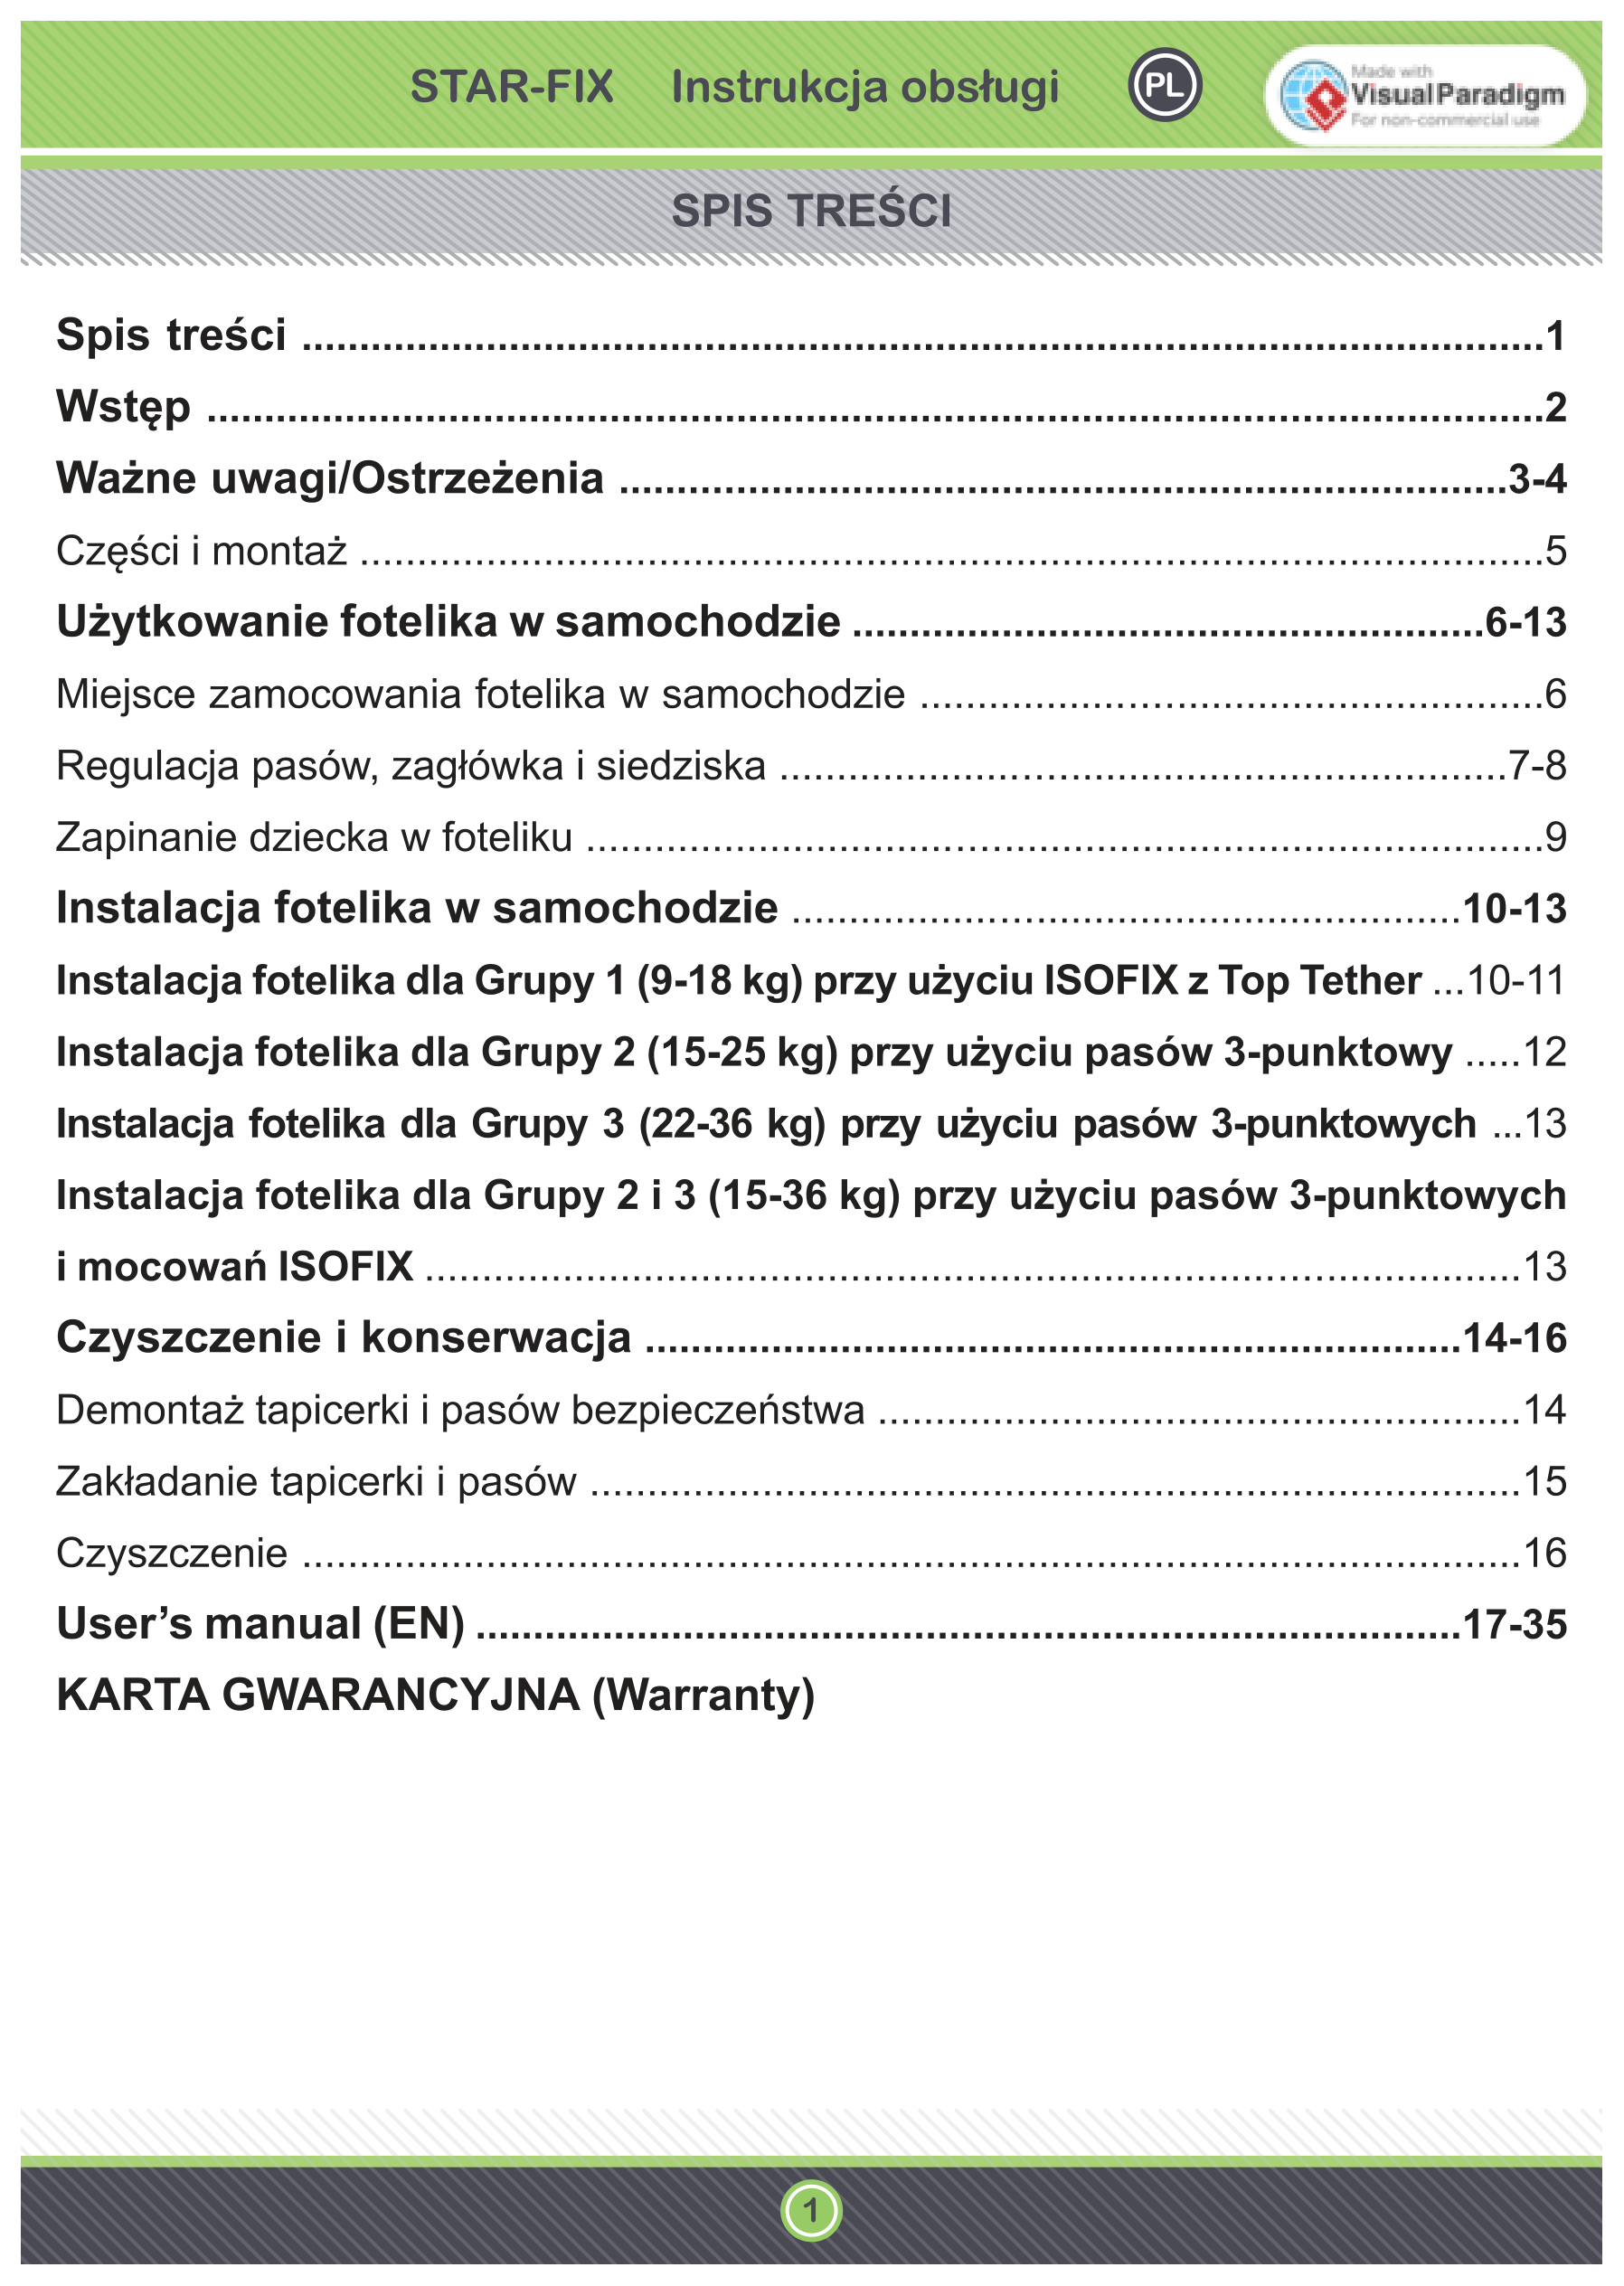 STAR-FIX Instrukcja obsługi PL
Made with
Visual Paradigm
For non-commercial use
SPIS TREŚCI
Spis treści ....................................................................................................1
Wstęp ............................................................................................................2
Ważne uwagi/Ostrzeżenia ........................................................................3-4
Części i montaż ................................................................................................5
Użytkowanie fotelika w samochodzie ...................................................6-13
Miejsce zamocowania fotelika w samochodzie ..................................................6
Regulacja pasów, zagłówka i siedziska ...........................................................7-8
Zapinanie dziecka w foteliku .............................................................................9
Instalacja fotelika w samochodzie ......................................................10-13
Instalacja fotelika dla Grupy 1 (9-18 kg) przy użyciu ISOFIX z Top Tether ...10-11
Instalacja fotelika dla Grupy 2 (15-25 kg) przy użyciu pasów 3-punktowy .....12
Instalacja fotelika dla Grupy 3 (22-36 kg) przy użyciu pasów 3-punktowych ...13
Instalacja fotelika dla Grupy 2 i 3 (15-36 kg) przy użyciu pasów 3-punktowych
i mocowań ISOFIX ........................................................................................13
Czyszczenie i konserwacja ..................................................................14-16
Demontaż tapicerki i pasów bezpieczeństwa ....................................................14
Zakładanie tapicerki i pasów ...........................................................................15
Czyszczenie ..................................................................................................16
User’s manual (EN) ................................................................................17-35
KARTA GWARANCYJNA (Warranty)
1